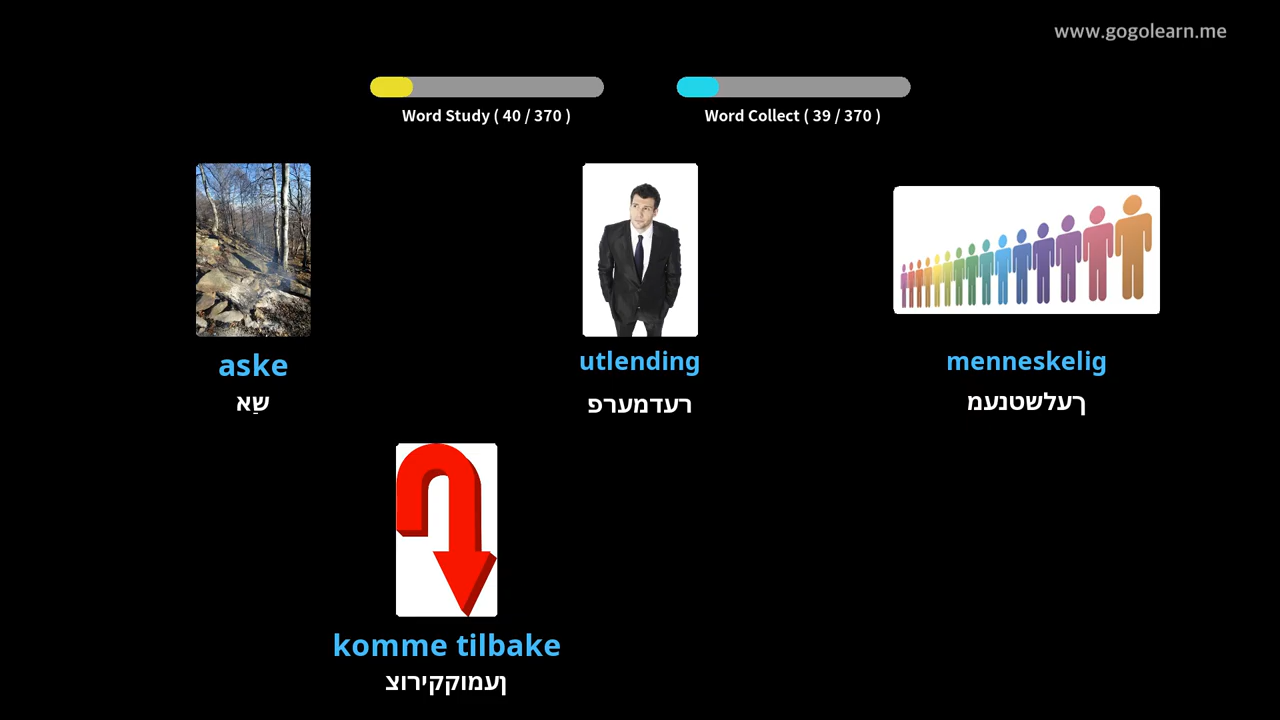 www.gogolearn.me
Word Study ( 40 / 370 )
Word Collect ( 39 / 370 )
aske
שַא
utlending
רעדמערפ
menneskelig
ךעלשטנעמ
komme tilbake
ןעמוקקירוצ